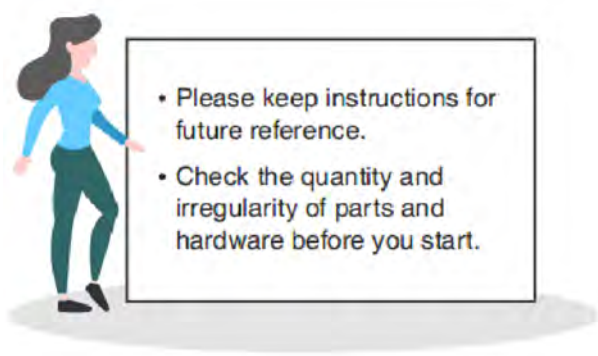 • Please keep instructions for
future reference.
• Check the quantity and
irregularity of parts and
hardware before you start.